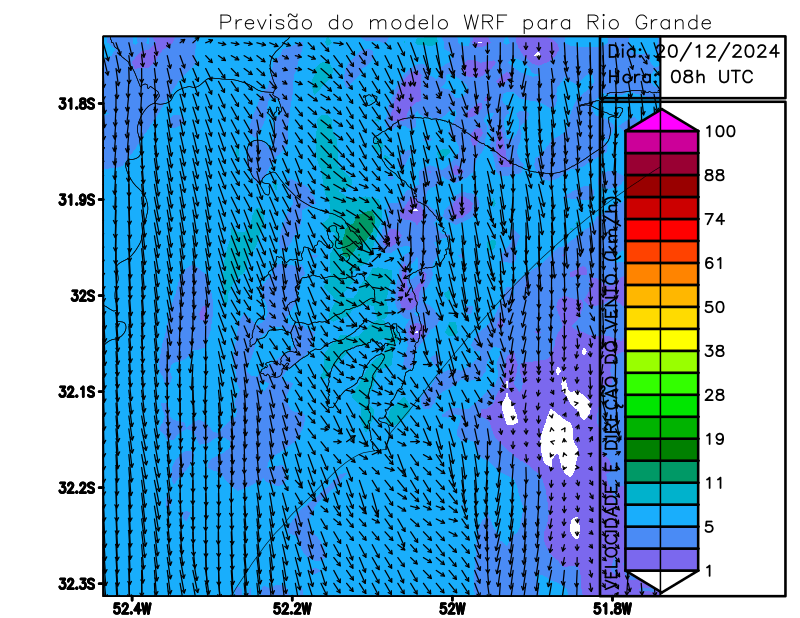 Previsão do modelo WRF para Rio Grande
Dia: 20/12/2024
Hora: 08h UTC
31.8S
31.9S
32S
32.1S
32.2S
32.3S
52.4W
52.2W
52W
51.8W
VELOCIDADE E DIREÇÃO DO VENTO (km/h)
100
88
74
61
50
38
28
19
11
5
1